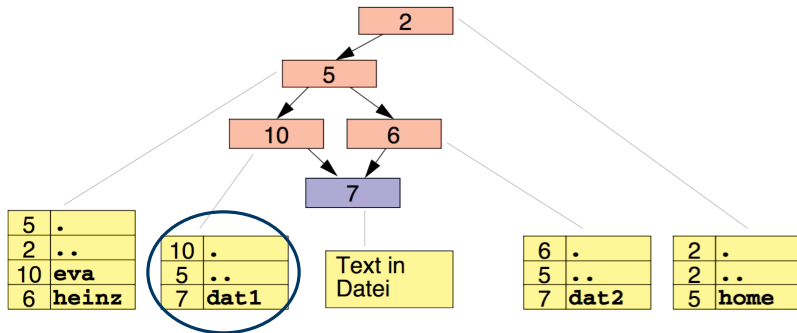 2
5
10 6
7
5 .
2 ..
10 eva
6 heinz
10 .
5 ..
7 dat1
Text in
Datei
6 .
5 ..
7 dat2
2 .
2 ..
5 home